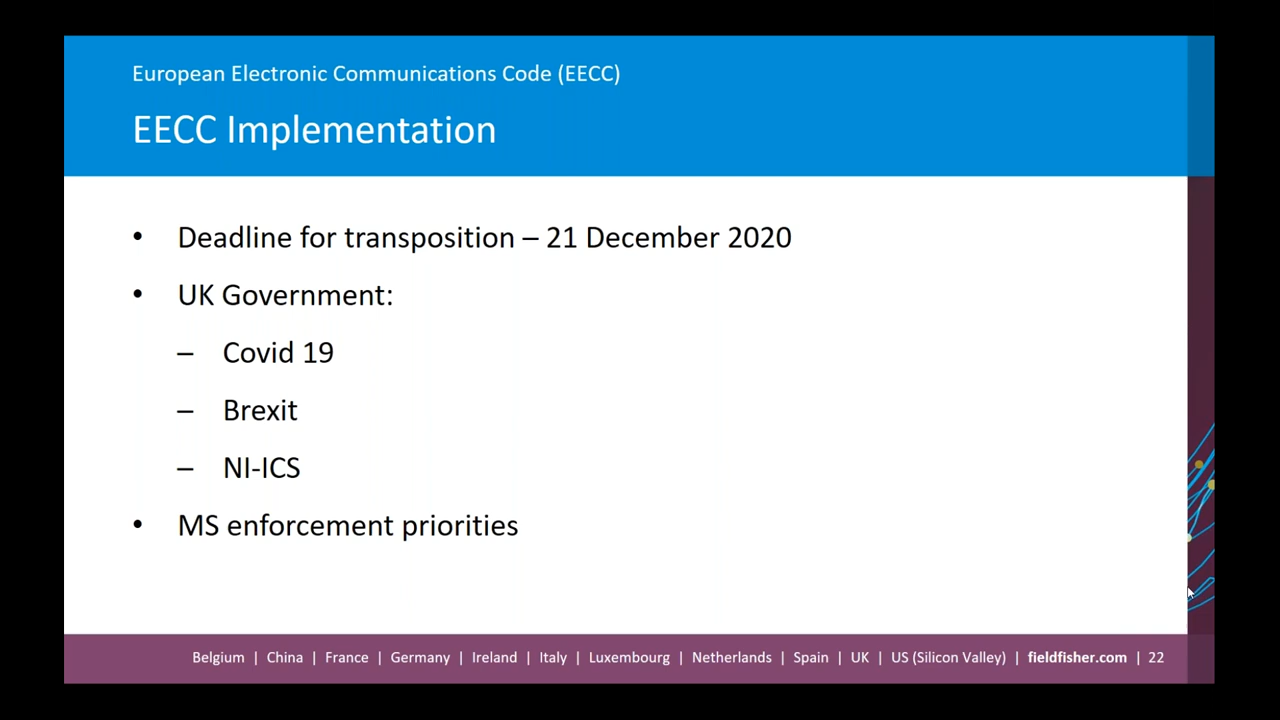 European Electronic Communications Code (EECC)
EECC Implementation
• Deadline for transposition – 21 December 2020
• UK Government:
– Covid 19
– Brexit
– NI-ICS
• MS enforcement priorities
Belgium | China | France | Germany | Ireland | Italy | Luxembourg | Netherlands | Spain | UK | US (Silicon Valley) | fieldfisher.com | 22